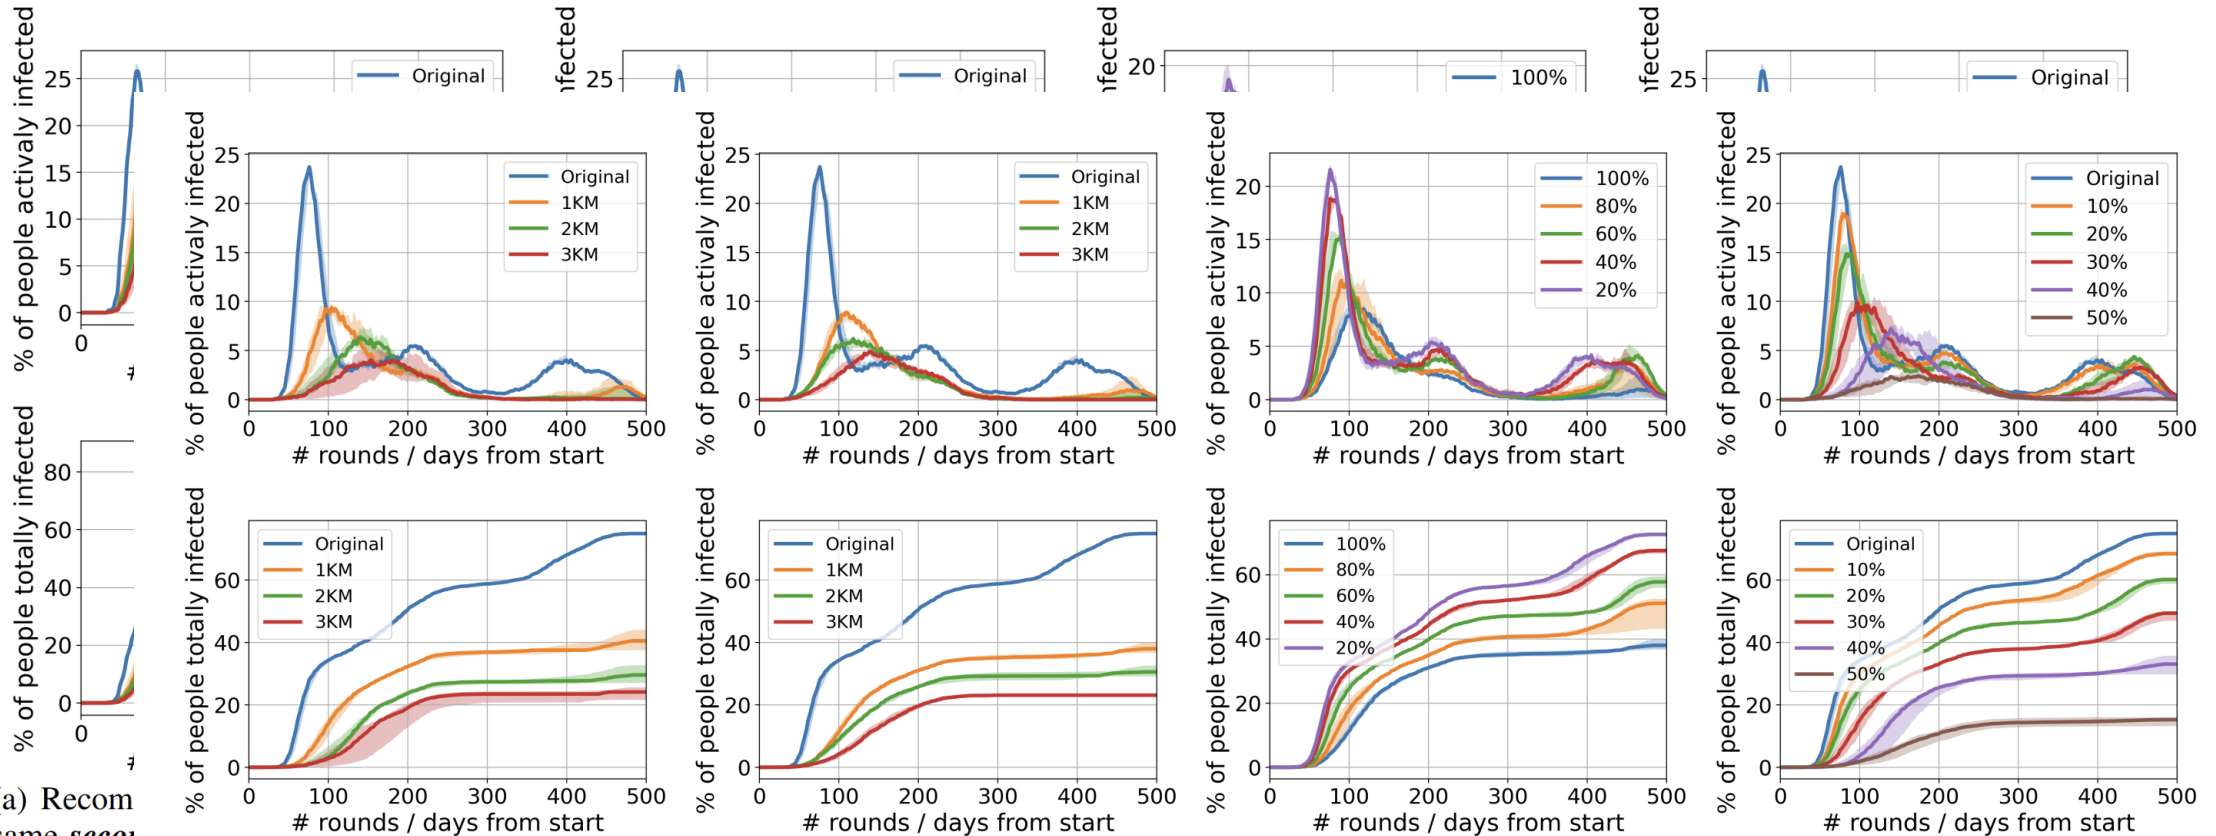 % of people activaly infected
25
20
15
10
5
0
0
#
Original
nfected
25
Original
nfected
20
100%
nfected
25
Original
% of people activaly infected
25
20
15
10
5
0
0 100 200 300 400 500
# rounds / days from start
Original
1KM
2KM
3KM
% of people activaly infected
25
20
15
10
5
0
0 100 200 300 400 500
# rounds / days from start
Original
1KM
2KM
3KM
% of people activaly infected
20
15
10
5
0
0 100 200 300 400 500
# rounds / days from start
100%
80%
60%
40%
20%
% of people activaly infected
25
20
15
10
5
0
0 100 200 300 400 500
# rounds / days from start
Original
10%
20%
30%
40%
50%
% of people totally infected
80
60
40
20
0
0
#
% of people totally infected
60
40
20
0
0 100 200 300 400 500
# rounds / days from start
Original
1KM
2KM
3KM
% of people totally infected
60
40
20
0
0 100 200 300 400 500
# rounds / days from start
Original
1KM
2KM
3KM
% of people totally infected
60
40
20
0
0 100 200 300 400 500
# rounds / days from start
100%
80%
60%
40%
20%
% of people totally infected
60
40
20
0
0 100 200 300 400 500
# rounds / days from start
Original
10%
20%
30%
40%
50%
a) Recom